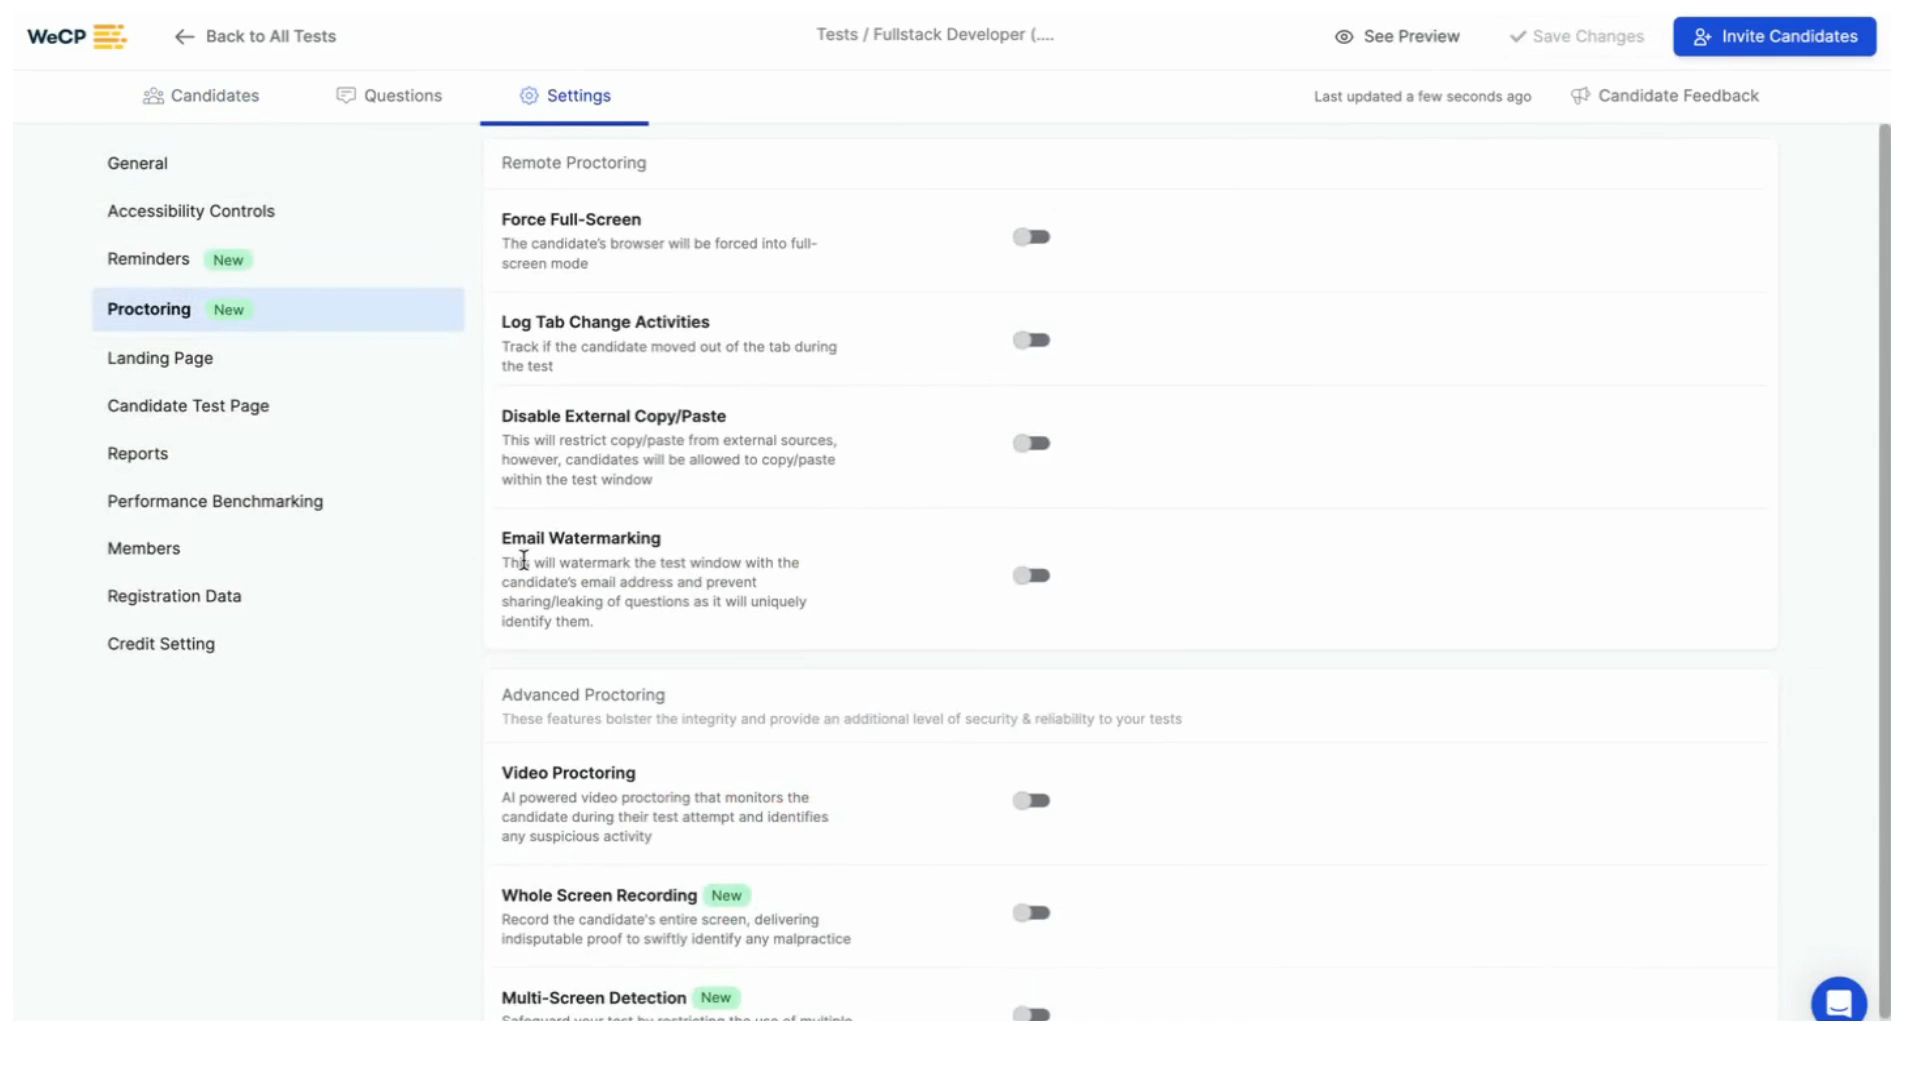 WeCP
Back to All Tests
Tests / Fullstack Developer (....
See Preview
Save Changes
Invite Candidates
Candidates
Questions
Settings
Last updated a few seconds ago
Candidate Feedback
General
Accessibility Controls
Reminders New
Proctoring New
Landing Page
Candidate Test Page
Reports
Performance Benchmarking
Members
Registration Data
Credit Setting
Remote Proctoring
Force Full-Screen
The candidate's browser will be forced into full-
screen mode
Log Tab Change Activities
Track if the candidate moved out of the tab during
the test
Disable External Copy/Paste
This will restrict copy/paste from external sources,
however, candidates will be allowed to copy/paste
within the test window
Email Watermarking
This will watermark the test window with the
candidate's email address and prevent
sharing/leaking of questions as it will uniquely
identify them.
Advanced Proctoring
These features bolster the integrity and provide an additional level of security & reliability to your tests
Video Proctoring
AI powered video proctoring that monitors the
candidate during their test attempt and identifies
any suspicious activity
Whole Screen Recording New
Record the candidate's entire screen, delivering
indisputable proof to swiftly identify any malpractice
Multi-Screen Detection New
Safeguard your test by restricting the use of multiple